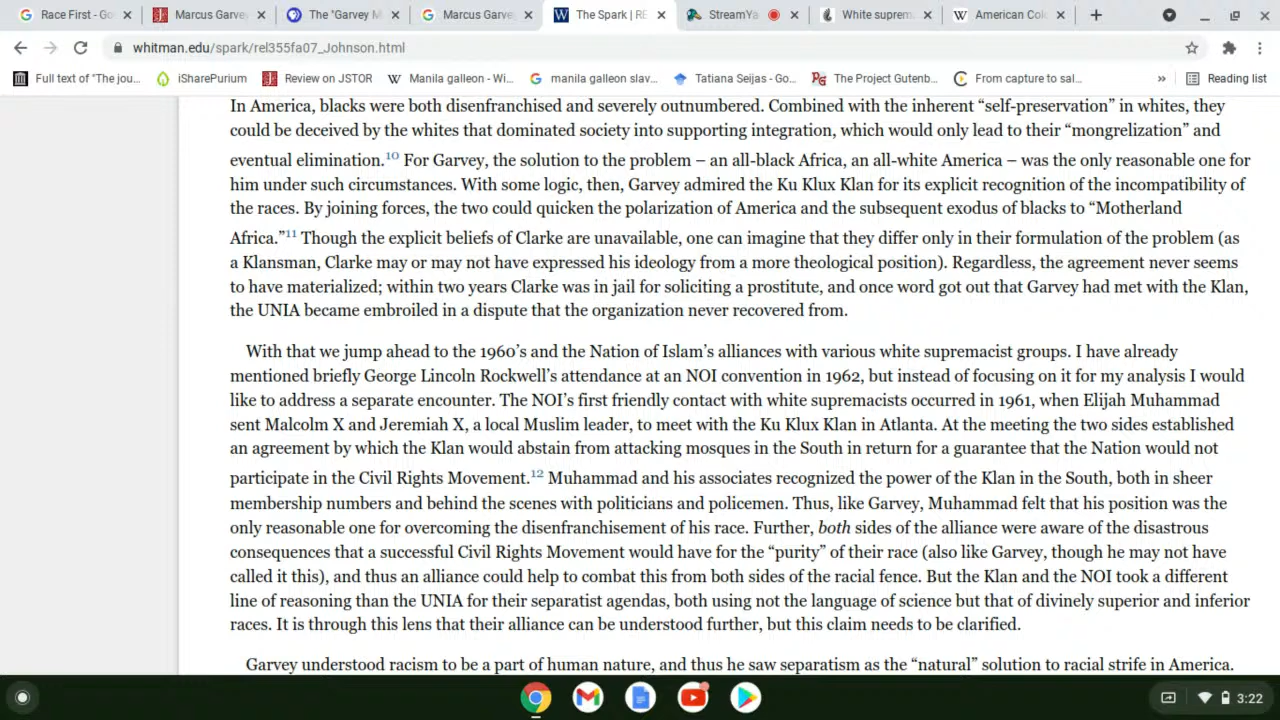 Race First - Go
Marcus Garve
The "Garvey M
Marcus Garve
The Spark | RE
StreamYa
White suprem
American Col
whitman.edu/spark/rel355fa07_Johnson.html
Full text of "The jou...
iSharePurium
Review on JSTOR
Manila galleon - Wi...
manila galleon slav...
Tatiana Seijas - Go...
The Project Gutenb...
From capture to sal...
»
Reading list
In America, blacks were both disenfranchised and severely outnumbered. Combined with the inherent “self-preservation” in whites, they
could be deceived by the whites that dominated society into supporting integration, which would only lead to their “mongrelization” and
eventual elimination.10 For Garvey, the solution to the problem – an all-black Africa, an all-white America – was the only reasonable one for
him under such circumstances. With some logic, then, Garvey admired the Ku Klux Klan for its explicit recognition of the incompatibility of
the races. By joining forces, the two could quicken the polarization of America and the subsequent exodus of blacks to “Motherland
Africa.”11 Though the explicit beliefs of Clarke are unavailable, one can imagine that they differ only in their formulation of the problem (as
a Klansman, Clarke may or may not have expressed his ideology from a more theological position). Regardless, the agreement never seems
to have materialized; within two years Clarke was in jail for soliciting a prostitute, and once word got out that Garvey had met with the Klan,
the UNIA became embroiled in a dispute that the organization never recovered from.
With that we jump ahead to the 1960’s and the Nation of Islam’s alliances with various white supremacist groups. I have already
mentioned briefly George Lincoln Rockwell’s attendance at an NOI convention in 1962, but instead of focusing on it for my analysis I would
like to address a separate encounter. The NOI’s first friendly contact with white supremacists occurred in 1961, when Elijah Muhammad
sent Malcolm X and Jeremiah X, a local Muslim leader, to meet with the Ku Klux Klan in Atlanta. At the meeting the two sides established
an agreement by which the Klan would abstain from attacking mosques in the South in return for a guarantee that the Nation would not
participate in the Civil Rights Movement.12 Muhammad and his associates recognized the power of the Klan in the South, both in sheer
membership numbers and behind the scenes with politicians and policemen. Thus, like Garvey, Muhammad felt that his position was the
only reasonable one for overcoming the disenfranchisement of his race. Further, both sides of the alliance were aware of the disastrous
consequences that a successful Civil Rights Movement would have for the “purity” of their race (also like Garvey, though he may not have
called it this), and thus an alliance could help to combat this from both sides of the racial fence. But the Klan and the NOI took a different
line of reasoning than the UNIA for their separatist agendas, both using not the language of science but that of divinely superior and inferior
races. It is through this lens that their alliance can be understood further, but this claim needs to be clarified.
Garvey understood racism to be a part of human nature, and thus he saw separatism as the “natural” solution to racial strife in America.
3:22